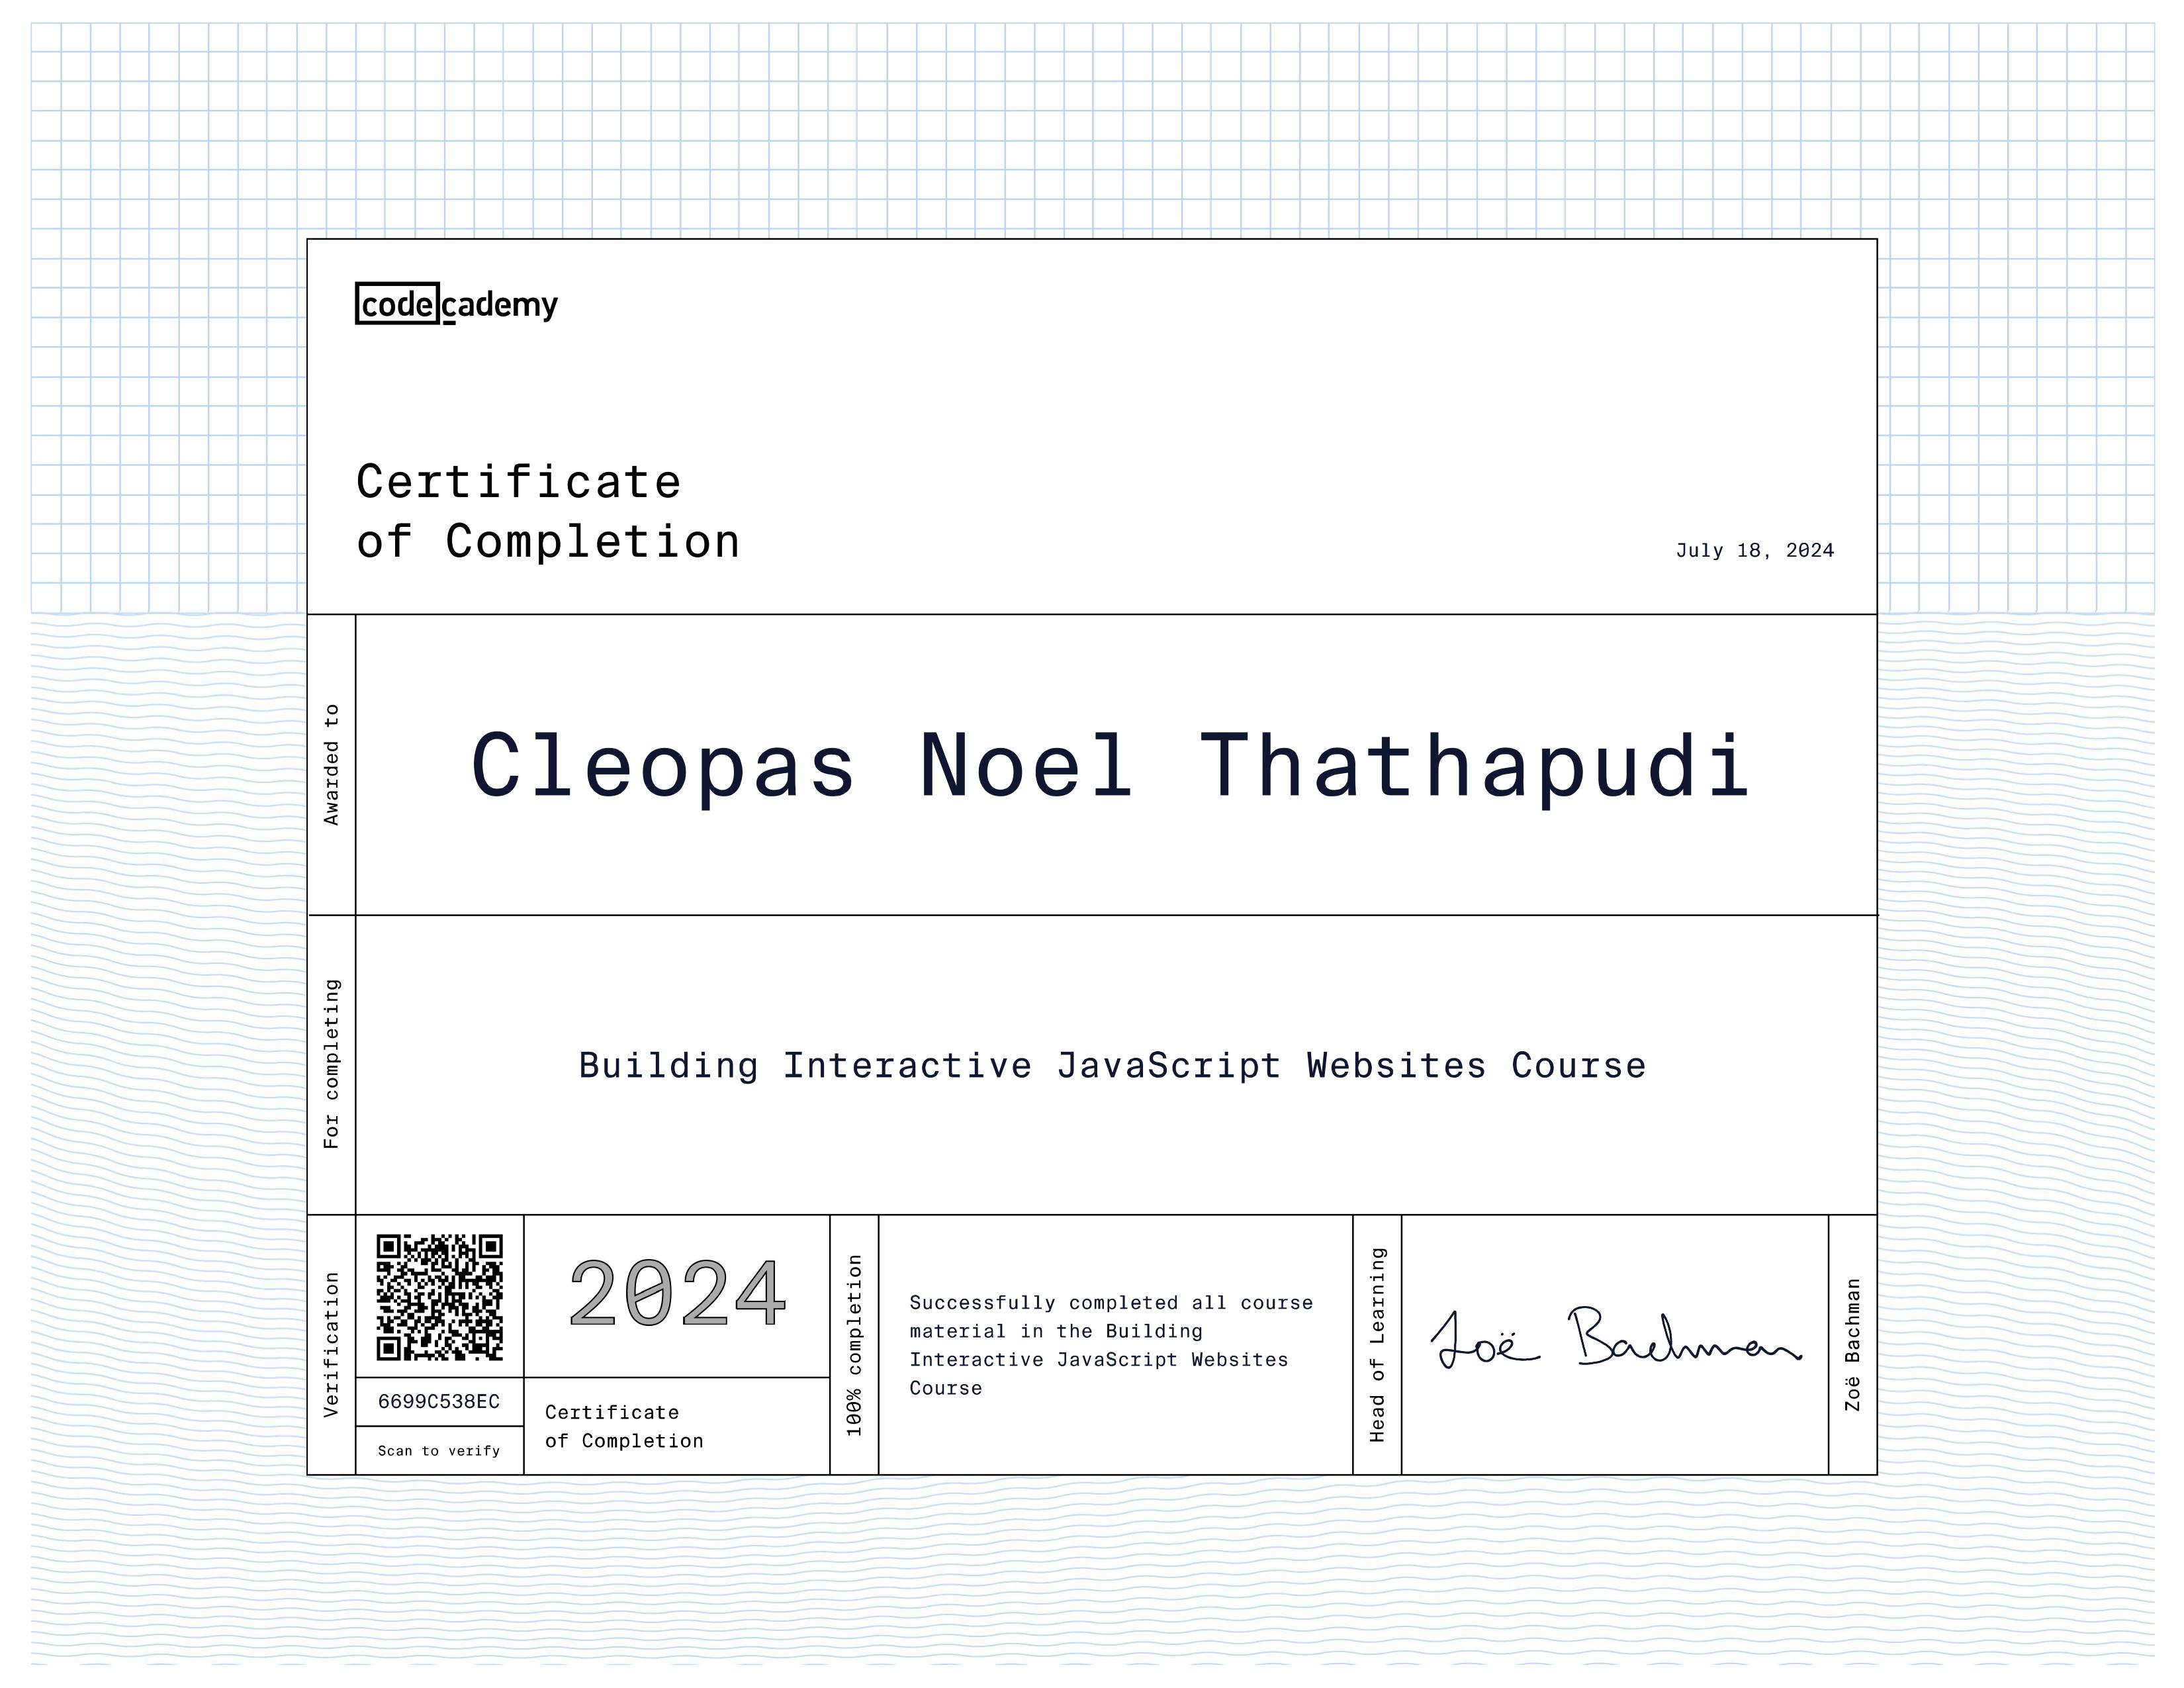 codecademy
Certificate
of Completion
July 18, 2024
Awarded to
Cleopas Noel Thathapudi
For completing
Building Interactive JavaScript Websites Course
Verification
6699C538EC
Scan to verify
2024
Certificate
of Completion
100% completion
Successfully completed all course
material in the Building
Interactive JavaScript Websites
Course
Head of Learning
Zoë Bachman
Zoë Bachman